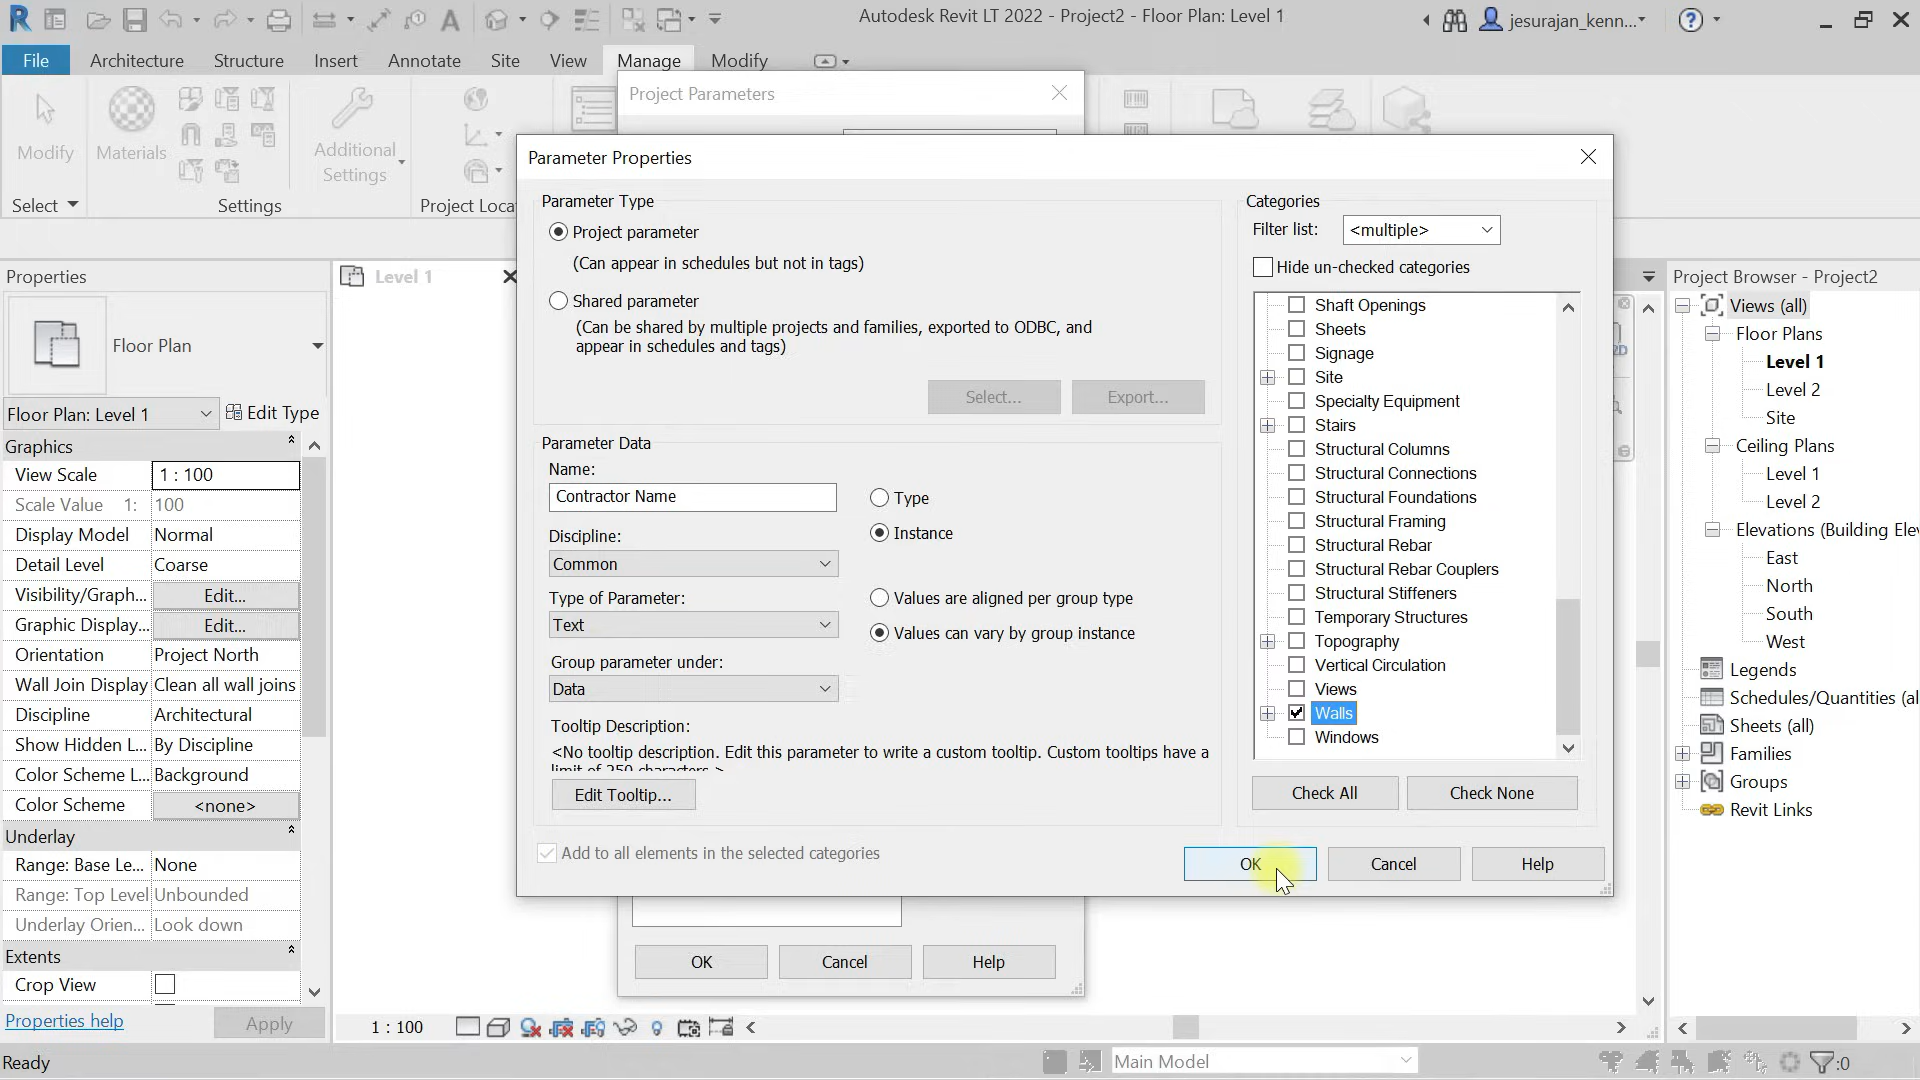 Autodesk Revit LT 2022 - Project2 - Floor Plan: Level 1
jesurajan_kenn...
File
Architecture
Structure
Insert
Annotate
Site
View
Manage
Modify
Modify
Materials
Additional
Settings
Select
Settings
Project Loca
Project Parameters
Parameter Properties
Parameter Type
Project parameter
(Can appear in schedules but not in tags)
Shared parameter
(Can be shared by multiple projects and families, exported to ODBC, and
appear in schedules and tags)
Select...
Export...
Parameter Data
Name:
Contractor Name
Type
Instance
Discipline:
Common
Type of Parameter:
Text
Values are aligned per group type
Values can vary by group instance
Group parameter under:
Data
Tooltip Description:
<No tooltip description. Edit this parameter to write a custom tooltip. Custom tooltips have a
limit of 250 characters.>
Edit Tooltip...
Add to all elements in the selected categories
Categories
Filter list:
<multiple>
Hide un-checked categories
Shaft Openings
Sheets
Signage
Site
Specialty Equipment
Stairs
Structural Columns
Structural Connections
Structural Foundations
Structural Framing
Structural Rebar
Structural Rebar Couplers
Structural Stiffeners
Temporary Structures
Topography
Vertical Circulation
Views
Walls
Windows
Check All
Check None
OK
Cancel
Help
OK
Cancel
Help
Properties
Floor Plan
Floor Plan: Level 1
Edit Type
Graphics
View Scale 1 : 100
Scale Value 1: 100
Display Model Normal
Detail Level Coarse
Visibility/Graph... Edit...
Graphic Display... Edit...
Orientation Project North
Wall Join Display Clean all wall joins
Discipline Architectural
Show Hidden L... By Discipline
Color Scheme L... Background
Color Scheme <none>
Underlay
Range: Base Le... None
Range: Top Level Unbounded
Underlay Orien... Look down
Extents
Crop View
Properties help
Apply
Level 1
Project Browser - Project2
Views (all)
Floor Plans
Level 1
Level 2
Site
Ceiling Plans
Level 1
Level 2
Elevations (Building Ele
East
North
South
West
Legends
Schedules/Quantities (al
Sheets (all)
Families
Groups
Revit Links
1 : 100
Ready
Main Model
:0